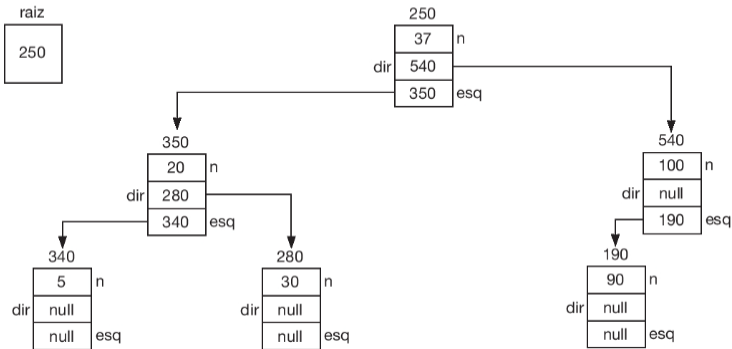 raiz
250
250
37 n
dir 540
350 esq
350
20 n
dir 280
340 esq
540
100 n
dir null
190 esq
340
5 n
dir null
null esq
280
30 n
dir null
null esq
190
90 n
dir null
null esq